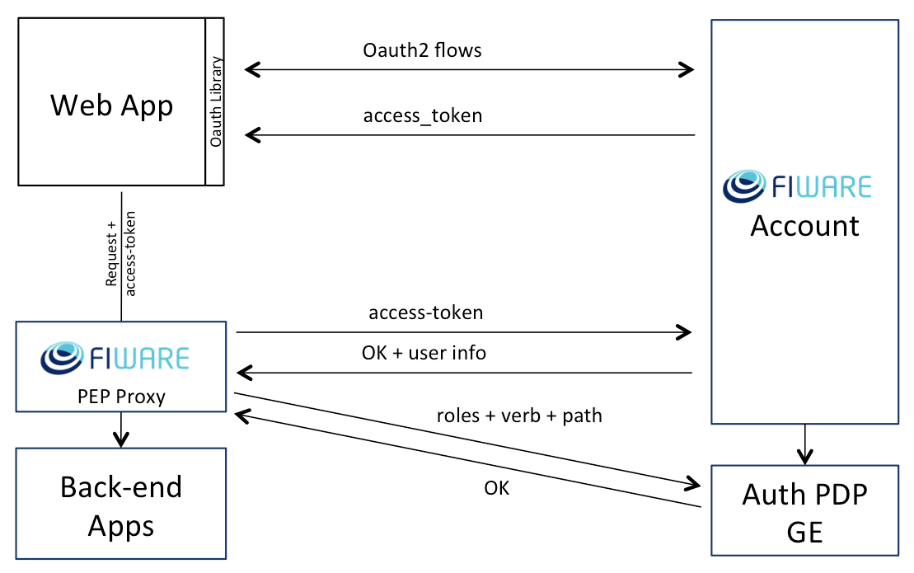 Oauth2 flows
Web App
Oauth Library
access_token
FIWARE
Account
Request +
access-token
access-token
OK + user info
FIWARE
PEP Proxy
roles + verb + path
OK
Back-end
Apps
Auth PDP
GE